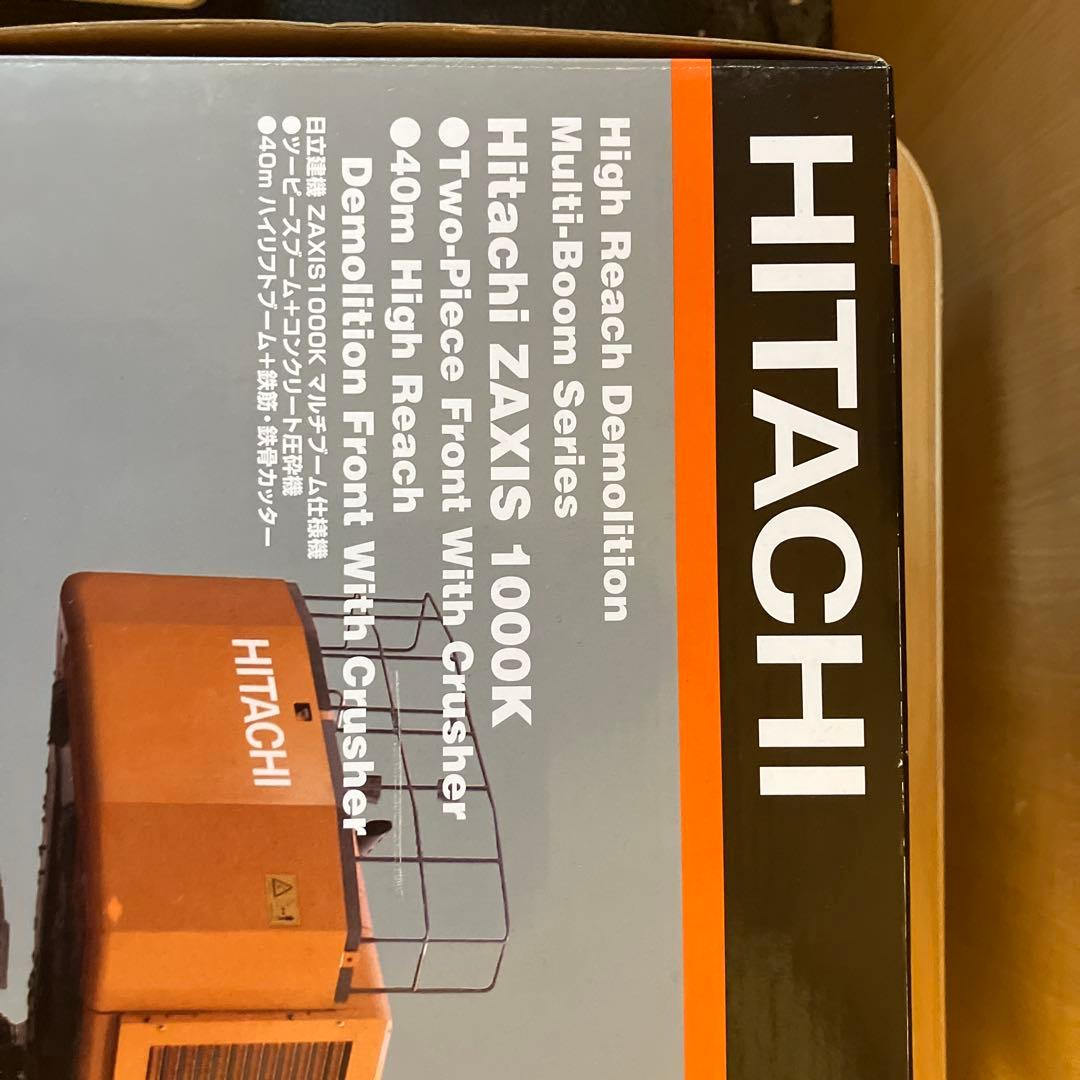 HITACHI
High Reach Demolition
Multi-Boom Series
Hitachi ZAXIS 1000K
●Two-Piece Front With Crusher
●40m High Reach
Demolition Front With Crusher
日立建機 ZAXIS1000K マルチブーム仕様機
●ツーピースブーム+コンクリート圧砕機
●40m ハイリフトブーム+鉄筋・鉄骨カッター
HITACHI